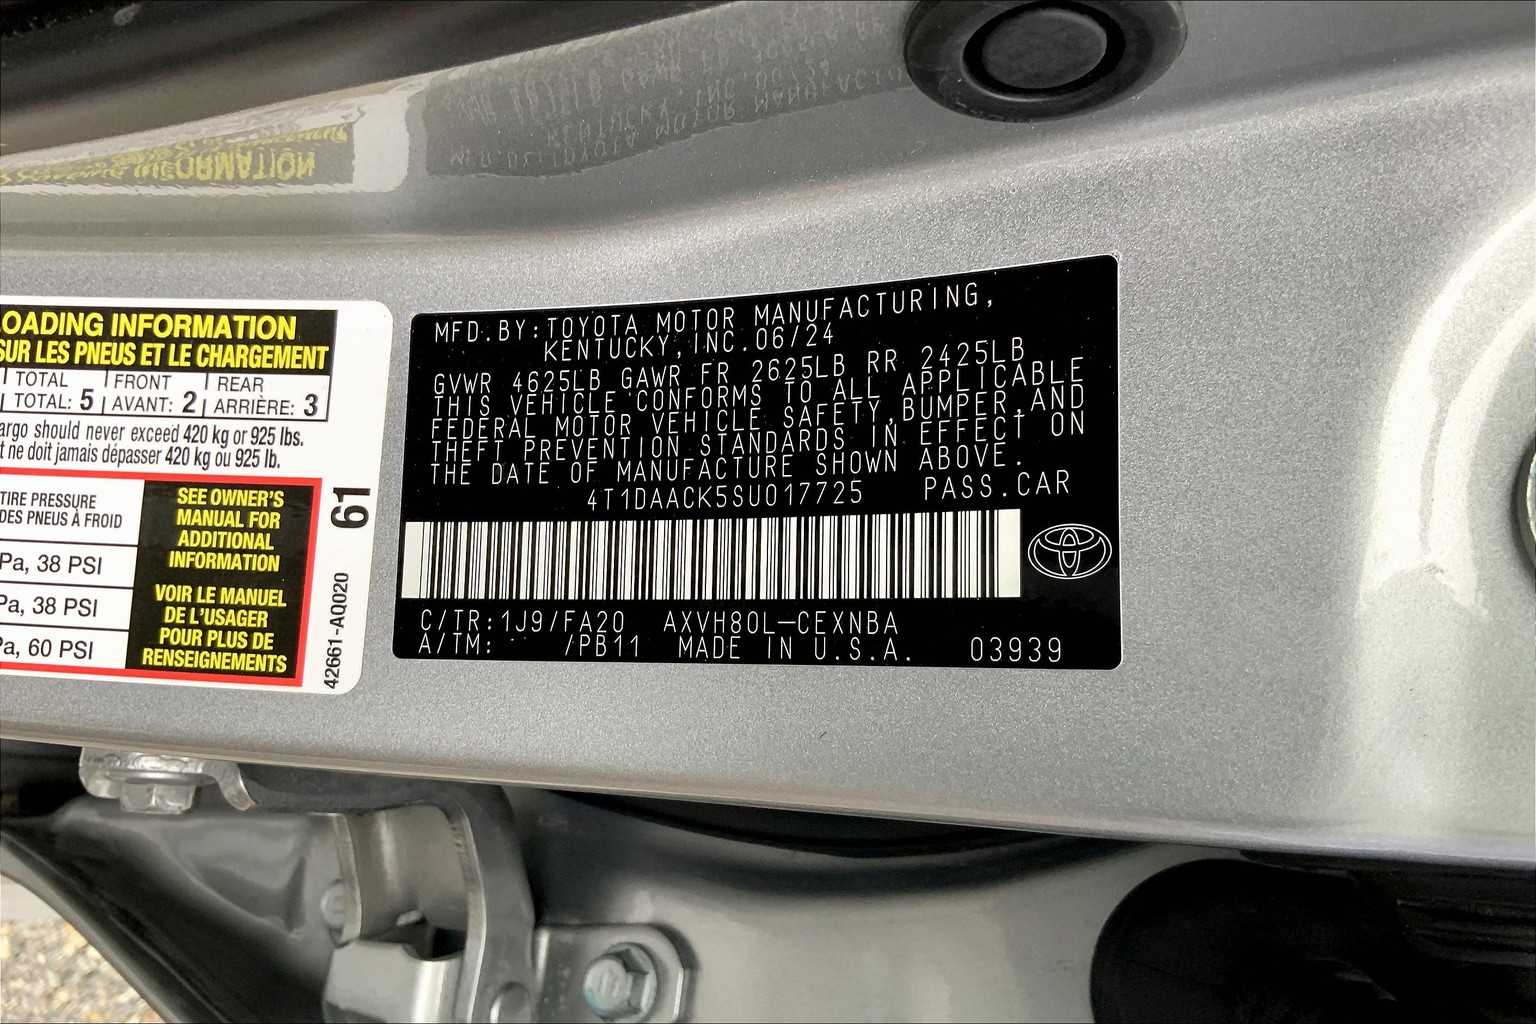 LOADING INFORMATION
SUR LES PNEUS ET LE CHARGEMENT
TOTAL FRONT REAR
TOTAL: 5 AVANT: 2 ARRIÈRE: 3
cargo should never exceed 420 kg or 925 lbs.
ne doit jamais dépasser 420 kg ou 925 lb.
TIRE PRESSURE
DES PNEUS À FROID
kPa, 38 PSI
kPa, 38 PSI
kPa, 60 PSI
SEE OWNER'S
MANUAL FOR
ADDITIONAL
INFORMATION
VOIR LE MANUEL
DE L'USAGER
POUR PLUS DE
RENSEIGNEMENTS
61
42661-AQ020
MFD. BY: TOYOTA MOTOR MANUFACTURING,
KENTUCKY, INC. 06/24
GVWR 4625LB GAWR FR 2625LB RR 2425LB
THIS VEHICLE CONFORMS TO ALL APPLICABLE
FEDERAL MOTOR VEHICLE SAFETY, BUMPER, AND
THEFT PREVENTION STANDARDS IN EFFECT ON
THE DATE OF MANUFACTURE SHOWN ABOVE.
4T1DAACK5SU017725 PASS.CAR
C/TR: 1J9/FA20 AXVH80L-CEXNBA
A/TM: /PB11 MADE IN U.S.A. 03939